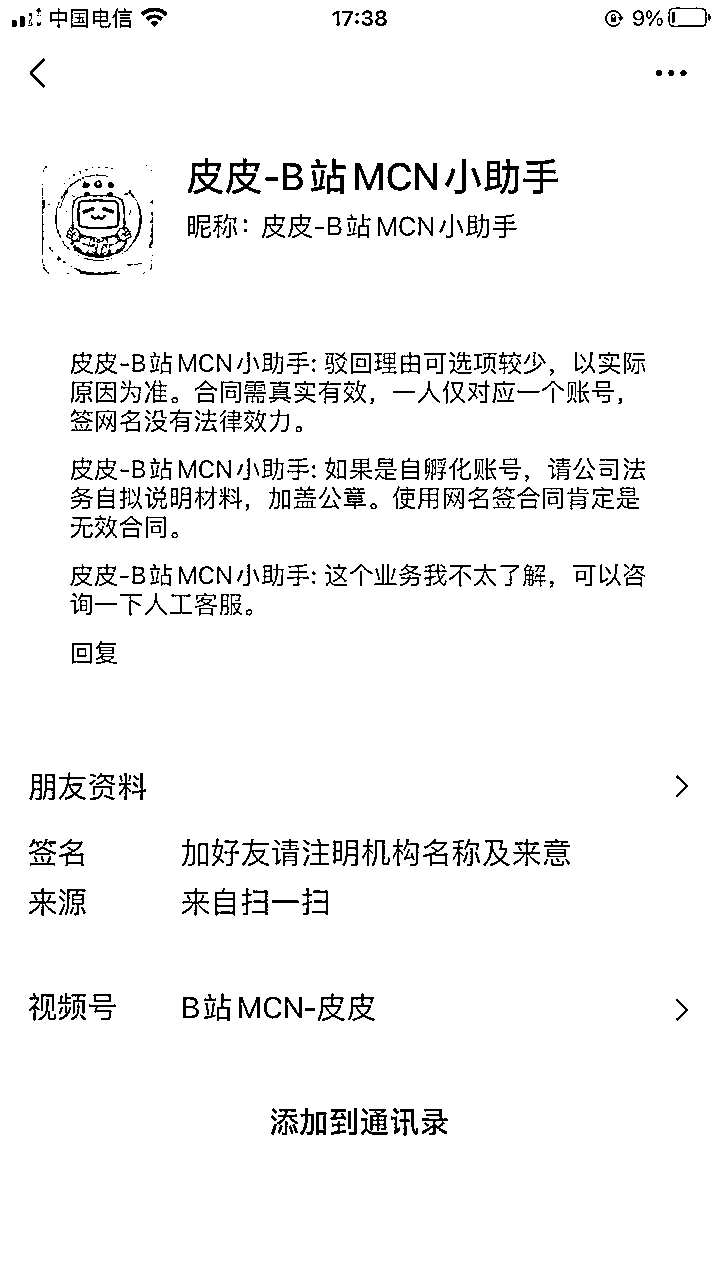 中国电信 17:38 9%
皮皮-B站MCN小助手
昵称：皮皮-B站MCN小助手
皮皮-B站MCN小助手: 驳回理由可选项较少，以实际
原因为准。合同需真实有效，一人仅对应一个账号，
签网名没有法律效力。
皮皮-B站MCN小助手: 如果是自孵化账号，请公司法
务自拟说明材料，加盖公章。使用网名签合同肯定是
无效合同。
皮皮-B站MCN小助手: 这个业务我不太了解，可以咨
询一下人工客服。
回复
朋友资料
签名 加好友请注明机构名称及来意
来源 来自扫一扫
视频号 B站MCN-皮皮
添加到通讯录